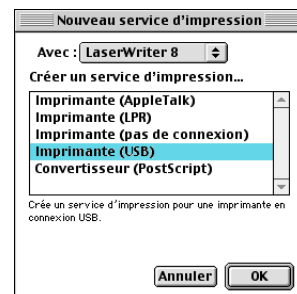 Nouveau service d'impression
Avec : LaserWriter 8
Créer un service d'impression...
Imprimante (AppleTalk)
Imprimante (LPR)
Imprimante (pas de connexion)
Imprimante (USB)
Convertisseur (PostScript)
Crée un service d'impression pour une imprimante en
connexion USB.
Annuler OK